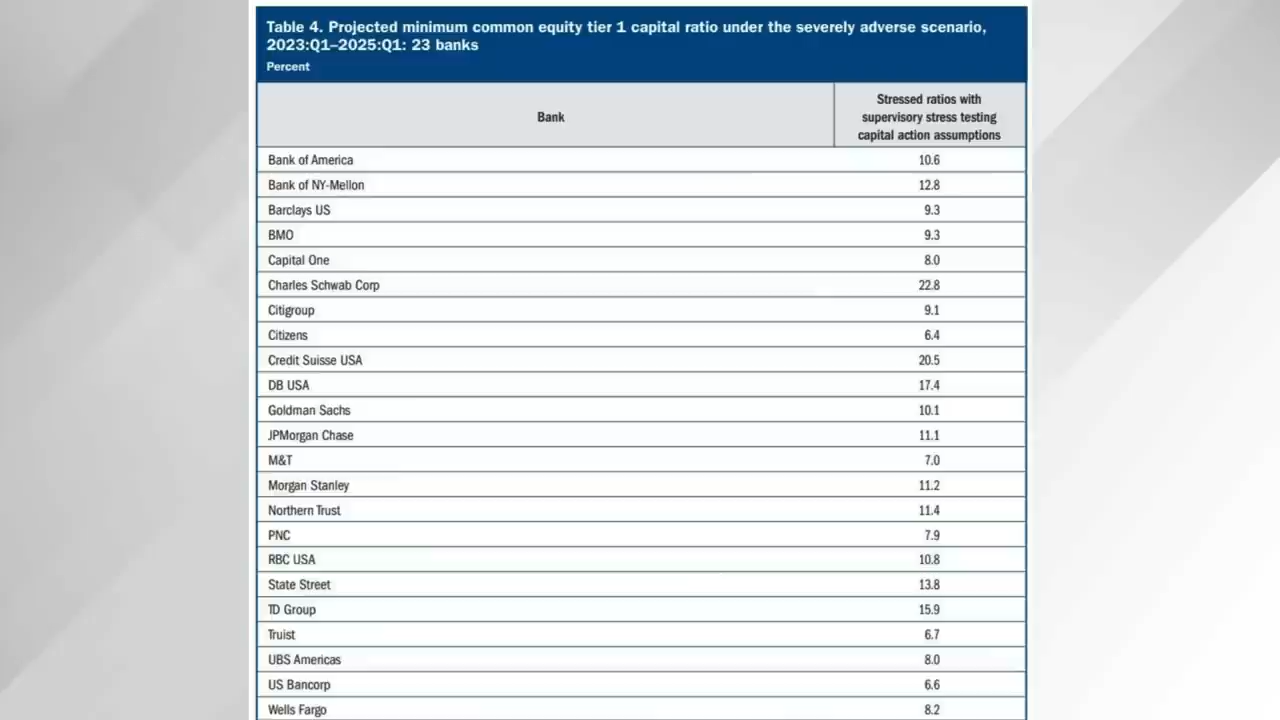 Table 4. Projected minimum common equity tier 1 capital ratio under the severely adverse scenario,
2023:Q1–2025:Q1: 23 banks
Percent
Bank
Stressed ratios with
supervisory stress testing
capital action assumptions
Bank of America 10.6
Bank of NY-Mellon 12.8
Barclays US 9.3
BMO 9.3
Capital One 8.0
Charles Schwab Corp 22.8
Citigroup 9.1
Citizens 6.4
Credit Suisse USA 20.5
DB USA 17.4
Goldman Sachs 10.1
JPMorgan Chase 11.1
M&T 7.0
Morgan Stanley 11.2
Northern Trust 11.4
PNC 7.9
RBC USA 10.8
State Street 13.8
TD Group 15.9
Truist 6.7
UBS Americas 8.0
US Bancorp 6.6
Wells Fargo 8.2